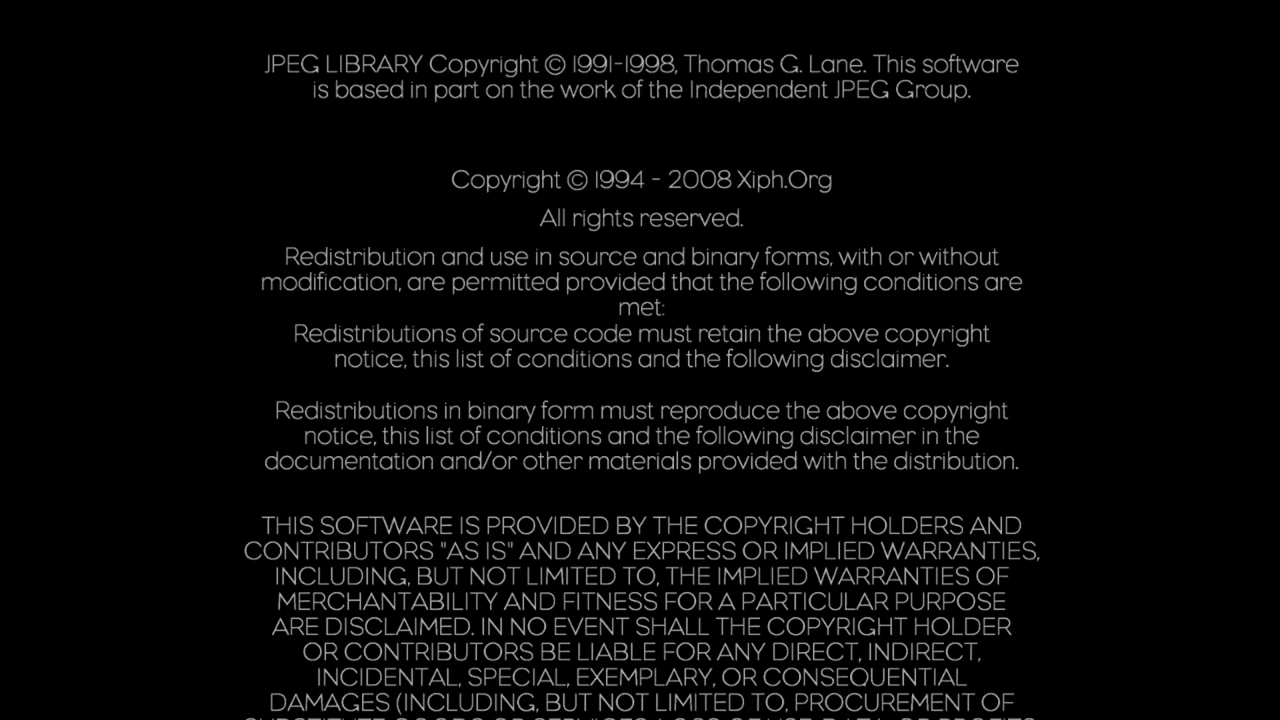 JPEG LIBRARY Copyright © 1991-1998, Thomas G. Lane. This software
is based in part on the work of the Independent JPEG Group.
Copyright © 1994 - 2008 Xiph.Org
All rights reserved.
Redistribution and use in source and binary forms, with or without
modification, are permitted provided that the following conditions are
met:
Redistributions of source code must retain the above copyright
notice, this list of conditions and the following disclaimer.
Redistributions in binary form must reproduce the above copyright
notice, this list of conditions and the following disclaimer in the
documentation and/or other materials provided with the distribution.
THIS SOFTWARE IS PROVIDED BY THE COPYRIGHT HOLDERS AND
CONTRIBUTORS "AS IS" AND ANY EXPRESS OR IMPLIED WARRANTIES,
INCLUDING, BUT NOT LIMITED TO, THE IMPLIED WARRANTIES OF
MERCHANTABILITY AND FITNESS FOR A PARTICULAR PURPOSE
ARE DISCLAIMED. IN NO EVENT SHALL THE COPYRIGHT HOLDER
OR CONTRIBUTORS BE LIABLE FOR ANY DIRECT, INDIRECT,
INCIDENTAL, SPECIAL, EXEMPLARY, OR CONSEQUENTIAL
DAMAGES (INCLUDING, BUT NOT LIMITED TO, PROCUREMENT OF